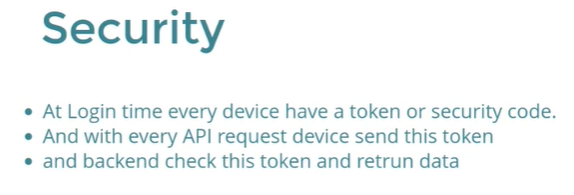 Security
• At Login time every device have a token or security code.
• And with every API request device send this token
• and backend check this token and retrun data